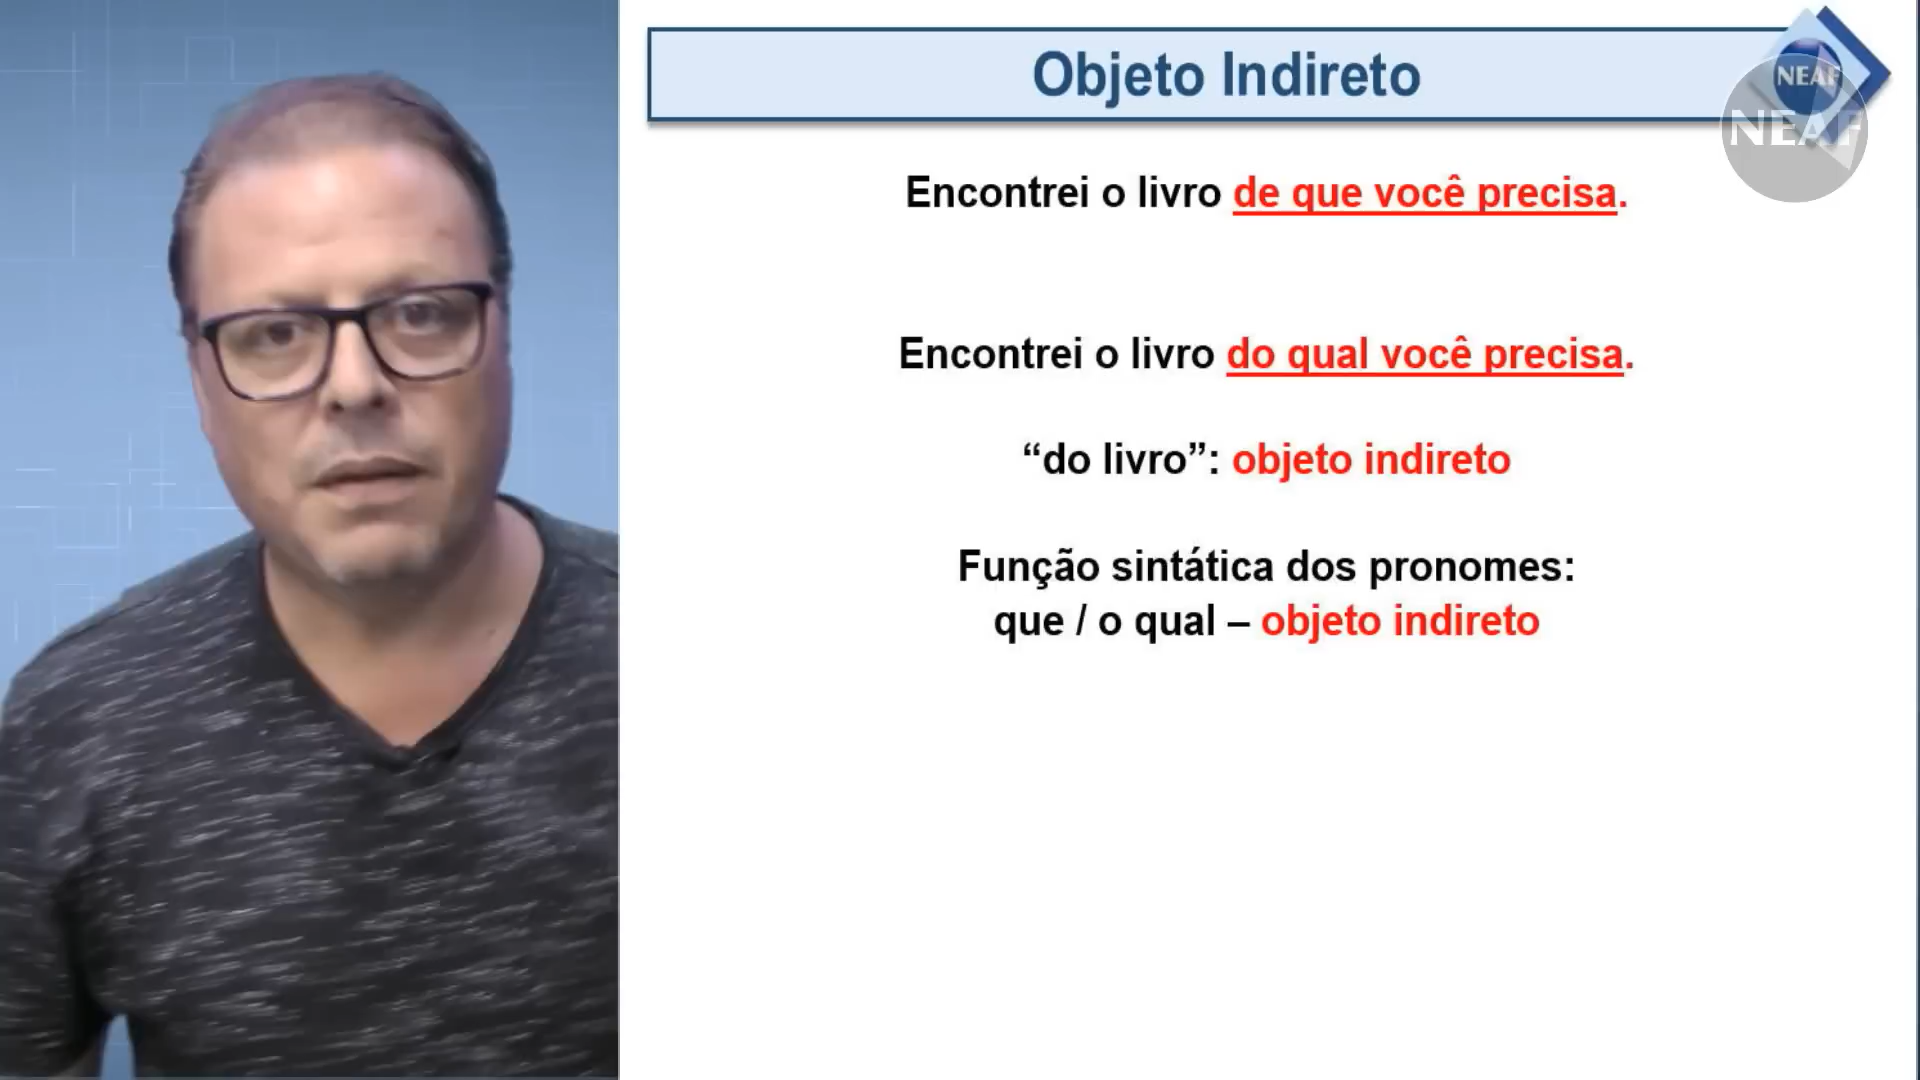 Objeto Indireto
NEAF
NEAF
Encontrei o livro de que você precisa.
Encontrei o livro do qual você precisa.
“do livro”: objeto indireto
Função sintática dos pronomes:
que / o qual – objeto indireto